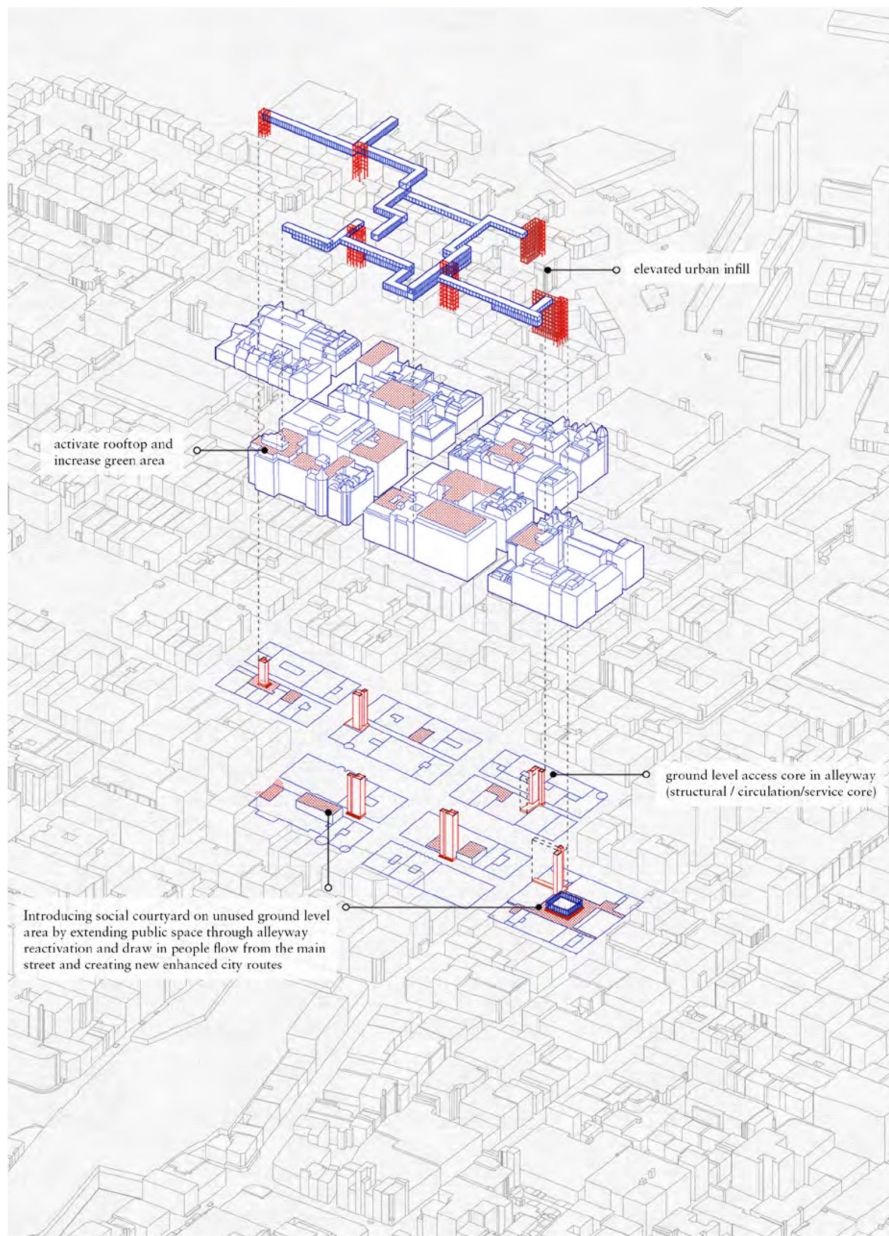 elevated urban infill
activate rooftop and
increase green area
ground level access core in alleyway
(structural / circulation/service core)
Introducing social courtyard on unused ground level
area by extending public space through alleyway
reactivation and draw in people flow from the main
street and creating new enhanced city routes